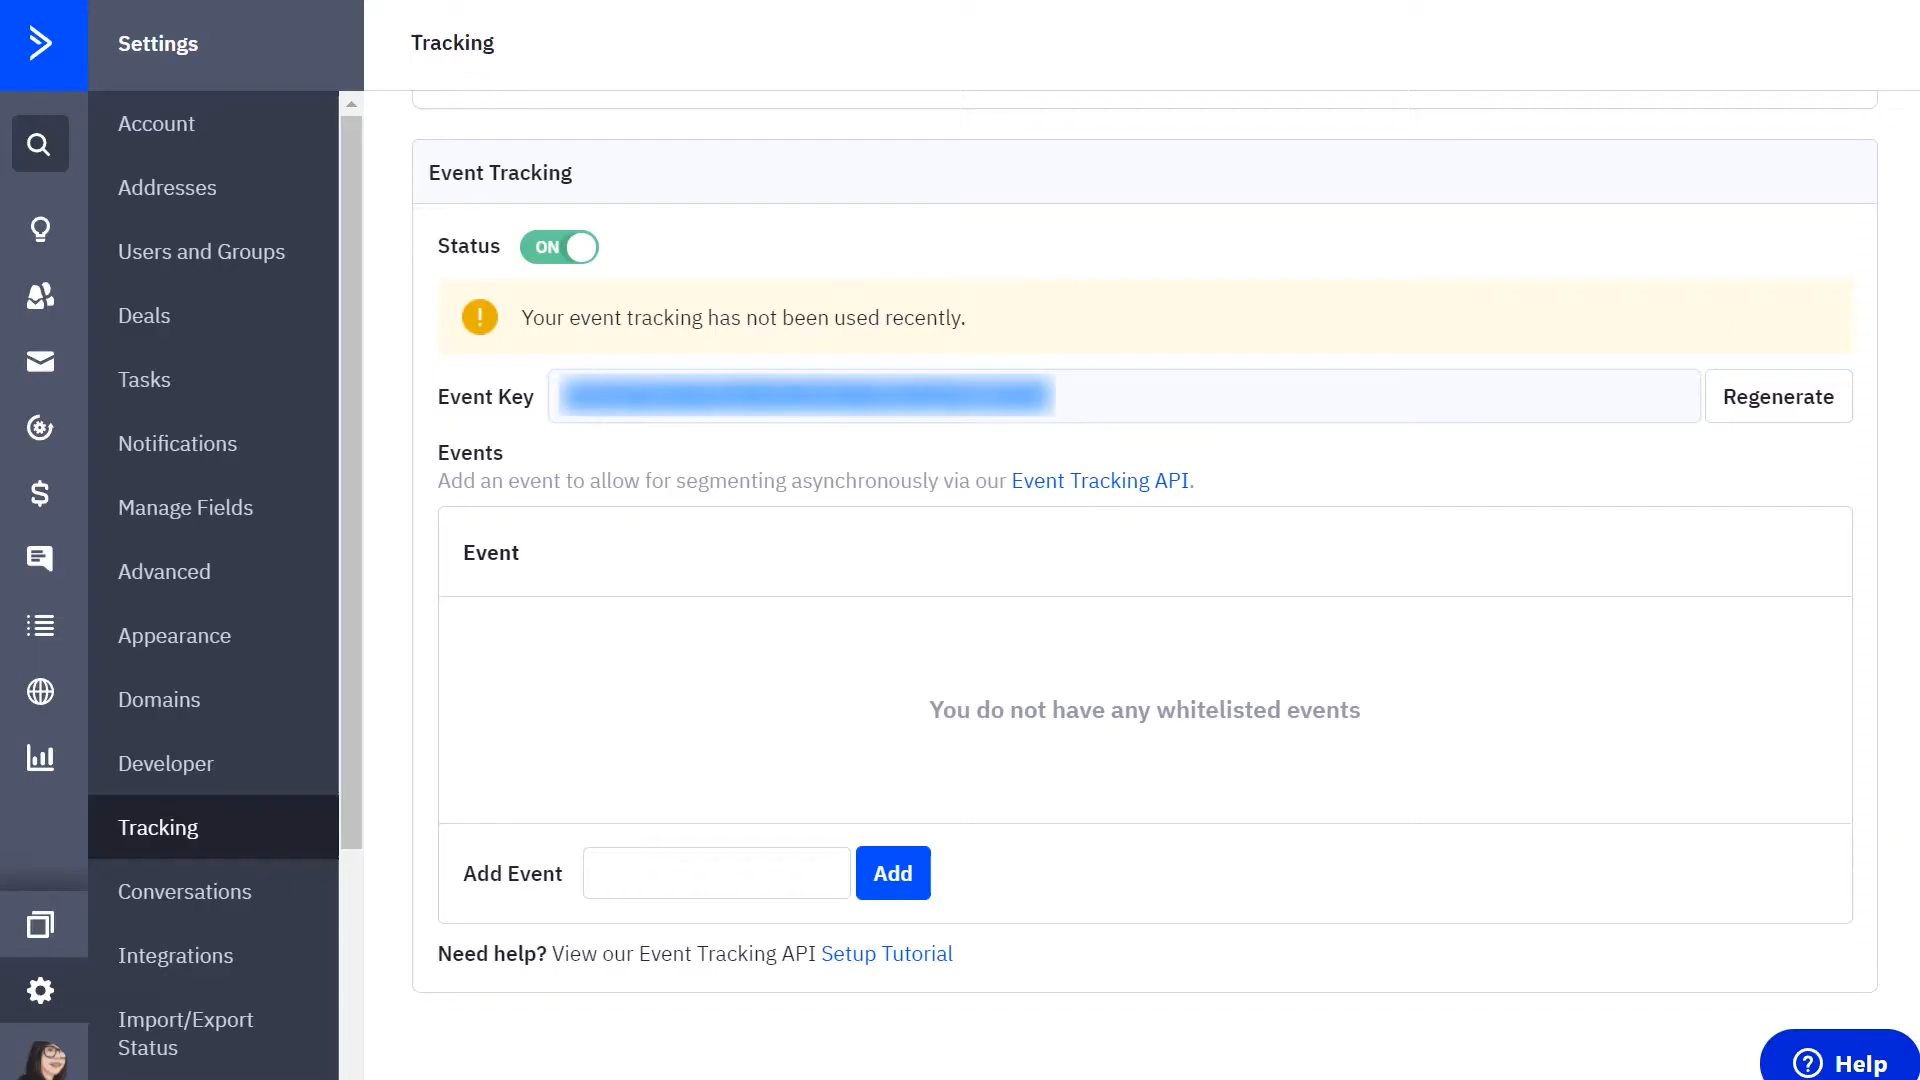 Settings
Tracking
Account
Addresses
Users and Groups
Deals
Tasks
Notifications
Manage Fields
Advanced
Appearance
Domains
Developer
Tracking
Conversations
Integrations
Import/Export
Status
Event Tracking
Status ON
! Your event tracking has not been used recently.
Event Key
Regenerate
Events
Add an event to allow for segmenting asynchronously via our Event Tracking API.
Event
You do not have any whitelisted events
Add Event
Add
Need help? View our Event Tracking API Setup Tutorial
? Help